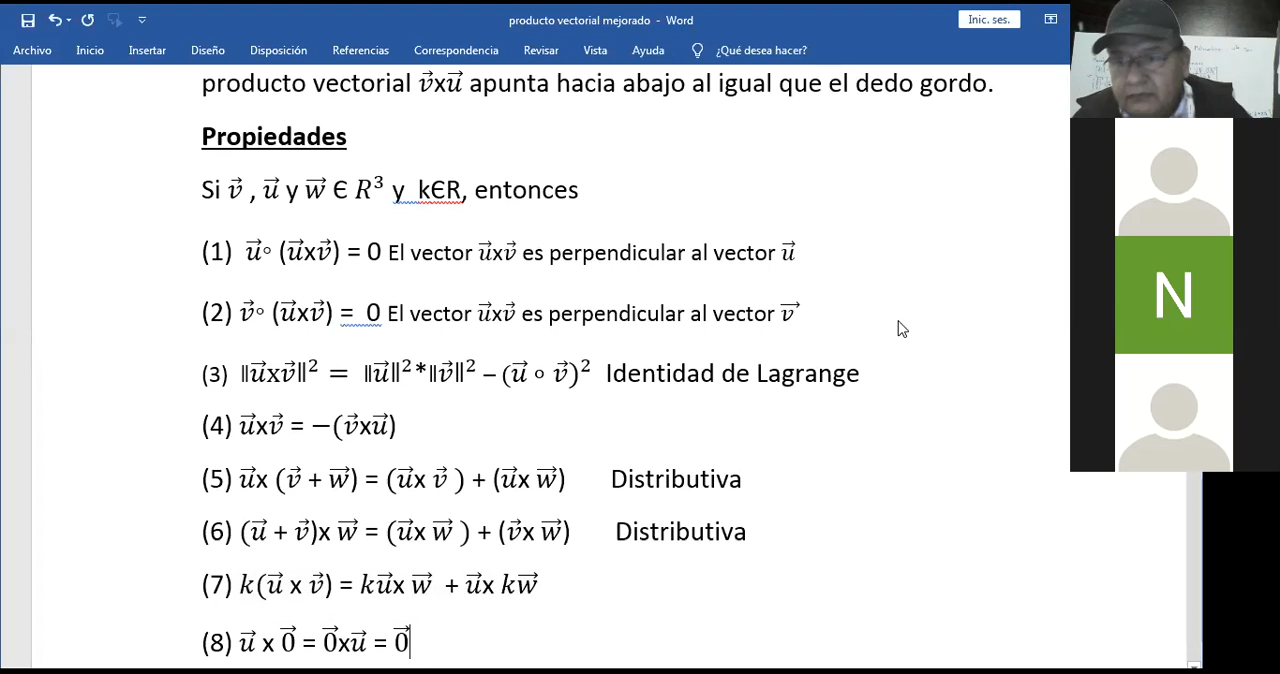 producto vectorial mejorado - Word
Inic. ses.
Archivo Inicio Insertar Diseño Disposición Referencias Correspondencia Revisar Vista Ayuda ¿Qué desea hacer?
producto vectorial v⃗xu⃗ apunta hacia abajo al igual que el dedo gordo.
Propiedades
Si v⃗ , u⃗ y w⃗ Є R³ y kЄR, entonces
(1) u⃗∘ (u⃗xv⃗) = 0 El vector u⃗xv⃗ es perpendicular al vector u⃗
(2) v⃗∘ (u⃗xv⃗) = 0 El vector u⃗xv⃗ es perpendicular al vector v⃗
(3) ‖u⃗xv⃗‖² = ‖u⃗‖²*‖v⃗‖² – (u⃗ ∘ v⃗)² Identidad de Lagrange
(4) u⃗xv⃗ = −(v⃗xu⃗)
(5) u⃗x (v⃗ + w⃗) = (u⃗x v⃗ ) + (u⃗x w⃗) Distributiva
(6) (u⃗ + v⃗)x w⃗ = (u⃗x w⃗ ) + (v⃗x w⃗) Distributiva
(7) k(u⃗ x v⃗) = ku⃗x w⃗ + u⃗x kw⃗
(8) u⃗ x 0⃗ = 0⃗xu⃗ = 0⃗
N